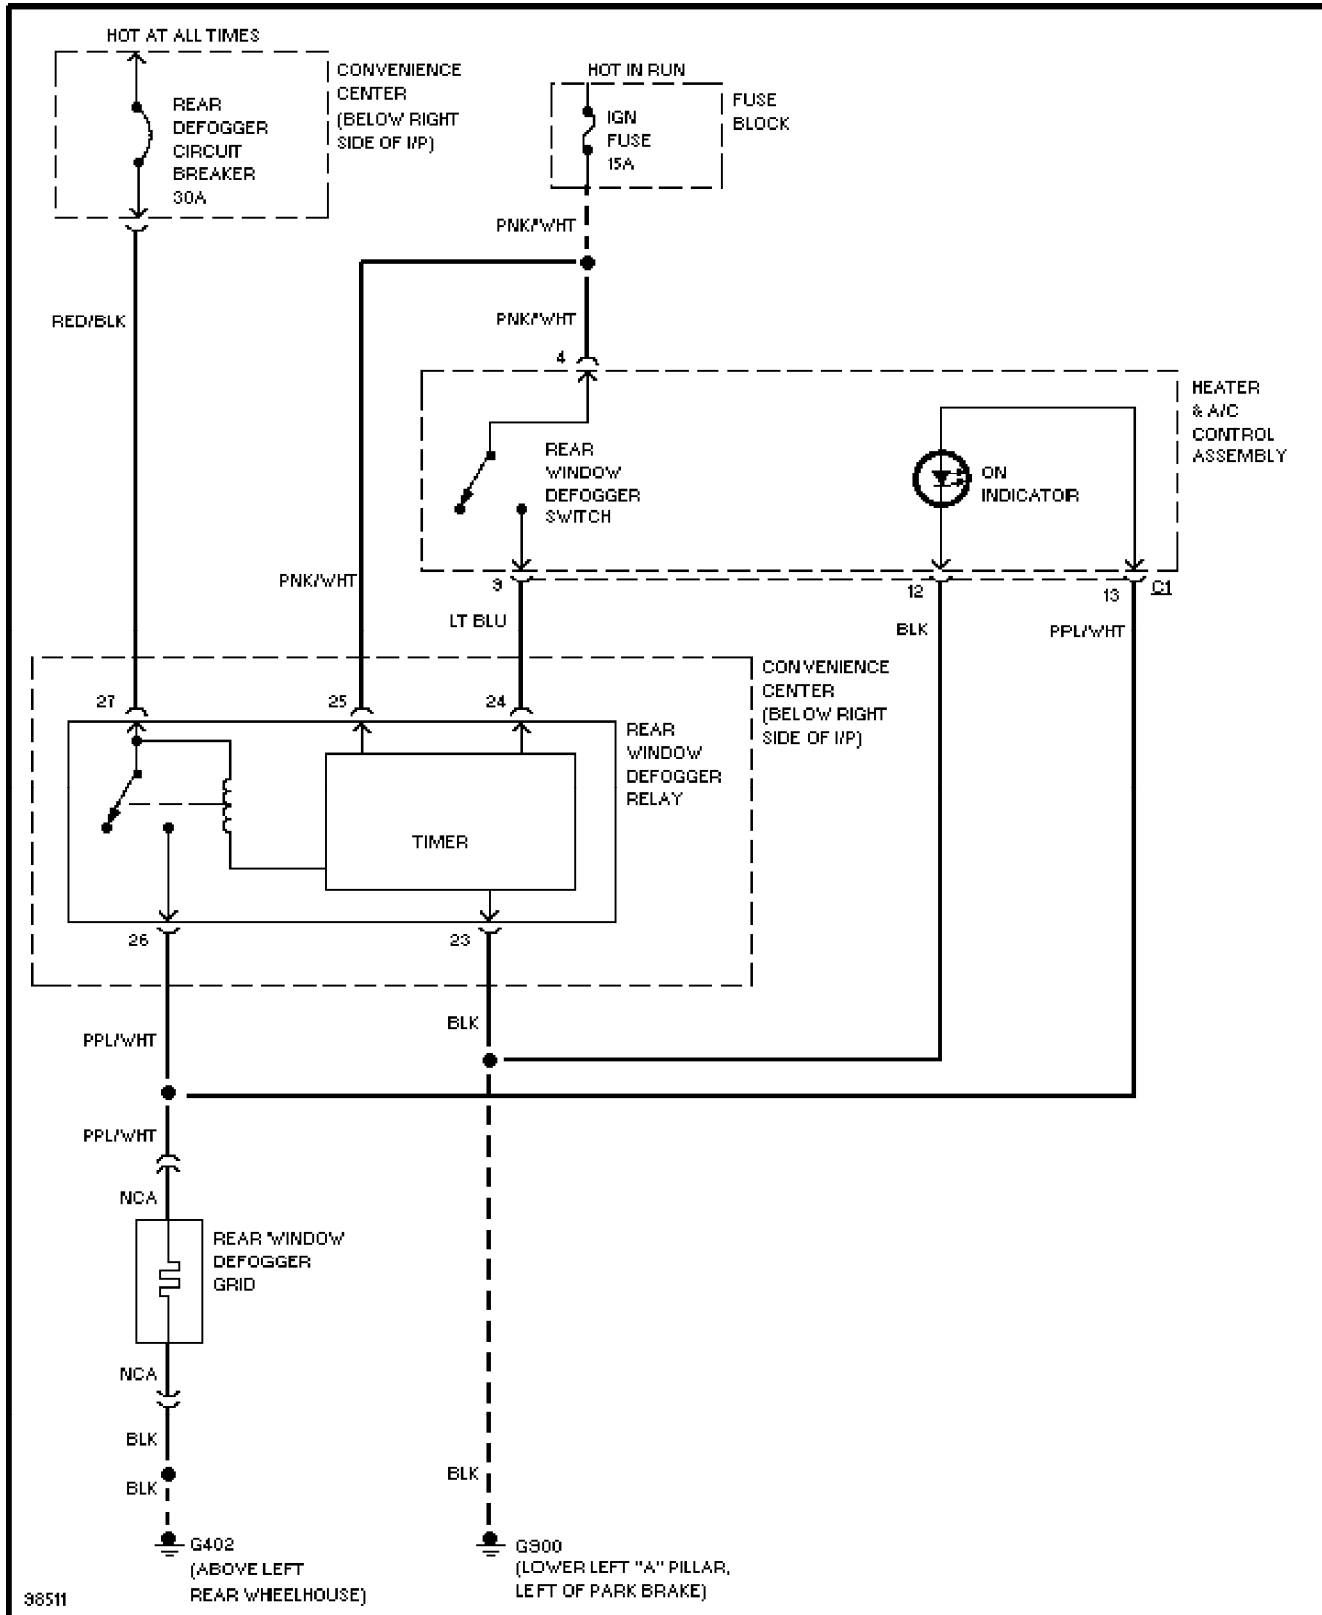 HOT AT ALL TIMES
CONVENIENCE
CENTER
(BELOW RIGHT
SIDE OF I/P)
REAR
DEFOGGER
CIRCUIT
BREAKER
30A
HOT IN RUN
FUSE
BLOCK
IGN
FUSE
15A
PNK/WHT
RED/BLK
PNK/WHT
4
HEATER
& A/C
CONTROL
ASSEMBLY
REAR
WINDOW
DEFOGGER
SWITCH
ON
INDICATOR
PNK/WHT
9
12
13
C1
LT BLU
BLK
PPL/WHT
CONVENIENCE
CENTER
(BELOW RIGHT
SIDE OF I/P)
27
25
24
REAR
WINDOW
DEFOGGER
RELAY
TIMER
26
23
BLK
PPL/WHT
PPL/WHT
NCA
REAR WINDOW
DEFOGGER
GRID
NCA
BLK
BLK
BLK
G402
(ABOVE LEFT
REAR WHEELHOUSE)
G300
(LOWER LEFT "A" PILLAR,
LEFT OF PARK BRAKE)
98511